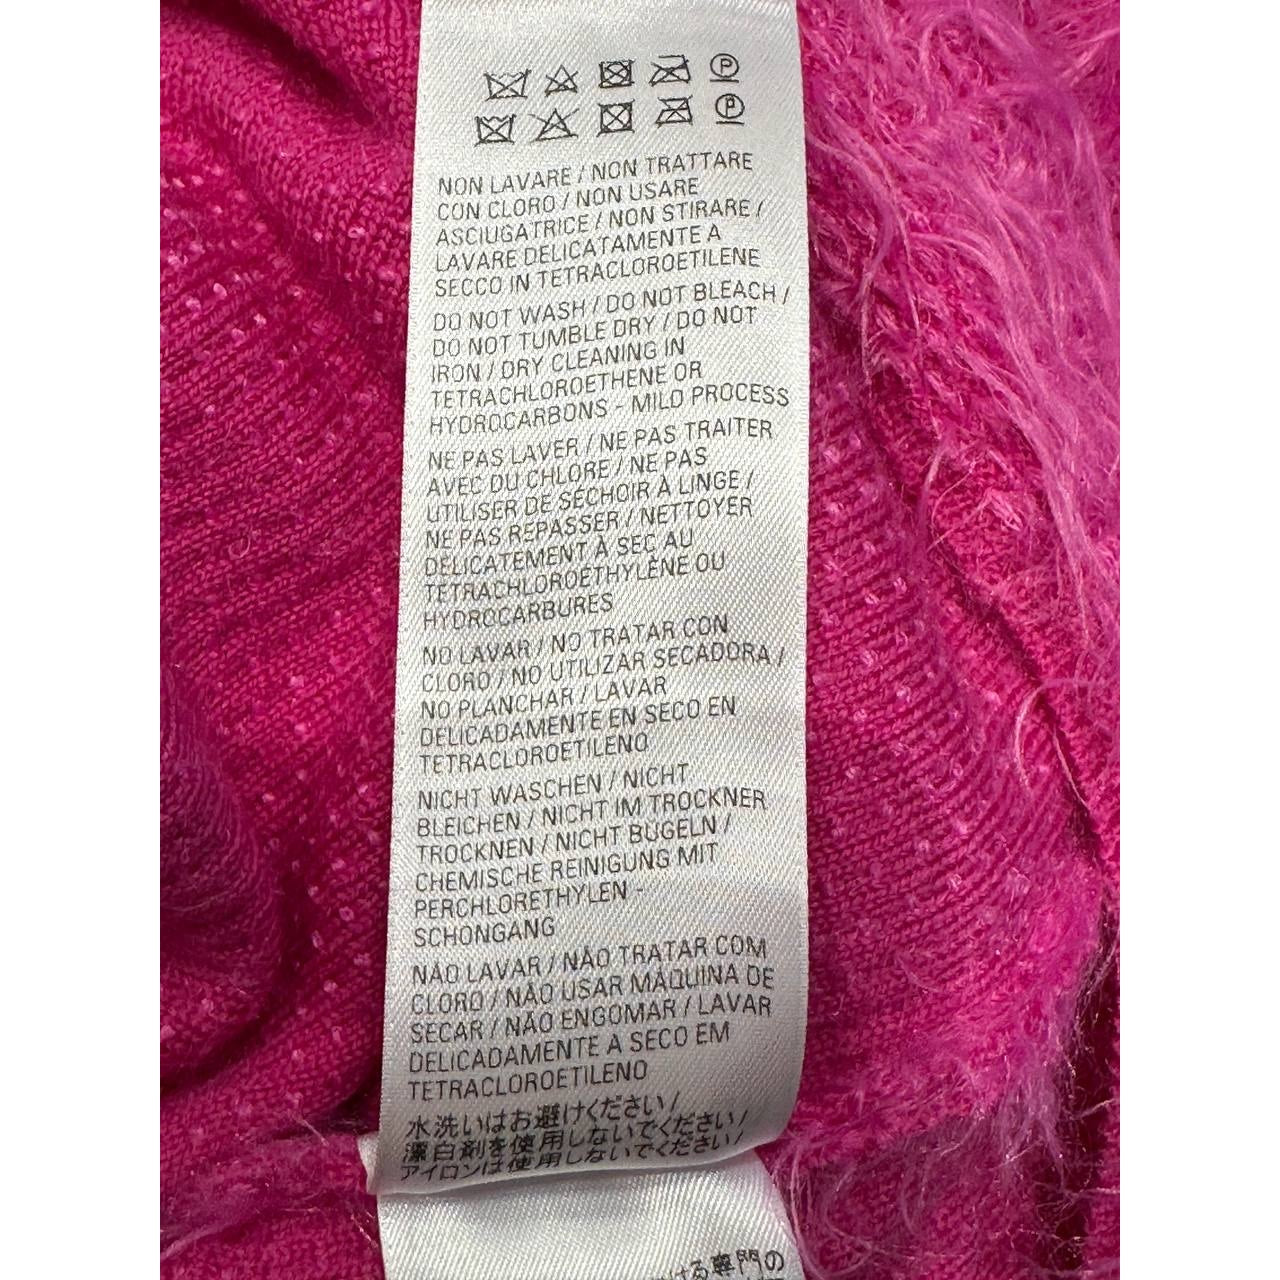 P
P
NON LAVARE / NON TRATTARE
CON CLORO / NON USARE
ASCIUGATRICE / NON STIRARE /
LAVARE DELICATAMENTE A
SECCO IN TETRACLOROETILENE
DO NOT WASH / DO NOT BLEACH /
DO NOT TUMBLE DRY / DO NOT
IRON / DRY CLEANING IN
TETRACHLOROETHENE OR
HYDROCARBONS - MILD PROCESS
NE PAS LAVER / NE PAS TRAITER
AVEC DU CHLORE / NE PAS
UTILISER DE SÉCHOIR À LINGE /
NE PAS REPASSER / NETTOYER
DÉLICATEMENT À SEC AU
TÉTRACHLOROÉTHYLÈNE OU
HYDROCARBURES
NO LAVAR / NO TRATAR CON
CLORO / NO UTILIZAR SECADORA /
NO PLANCHAR / LAVAR
DELICADAMENTE EN SECO EN
TETRACLOROETILENO
NICHT WASCHEN / NICHT
BLEICHEN / NICHT IM TROCKNER
TROCKNEN / NICHT BÜGELN /
CHEMISCHE REINIGUNG MIT
PERCHLORETHYLEN -
SCHONGANG
NÃO LAVAR / NÃO TRATAR COM
CLORO / NÃO USAR MÁQUINA DE
SECAR / NÃO ENGOMAR / LAVAR
DELICADAMENTE A SECO EM
TETRACLOROETILENO
水洗いはお避けください /
漂白剤を使用しないでください /
アイロンは使用しないでください /
ける専門の